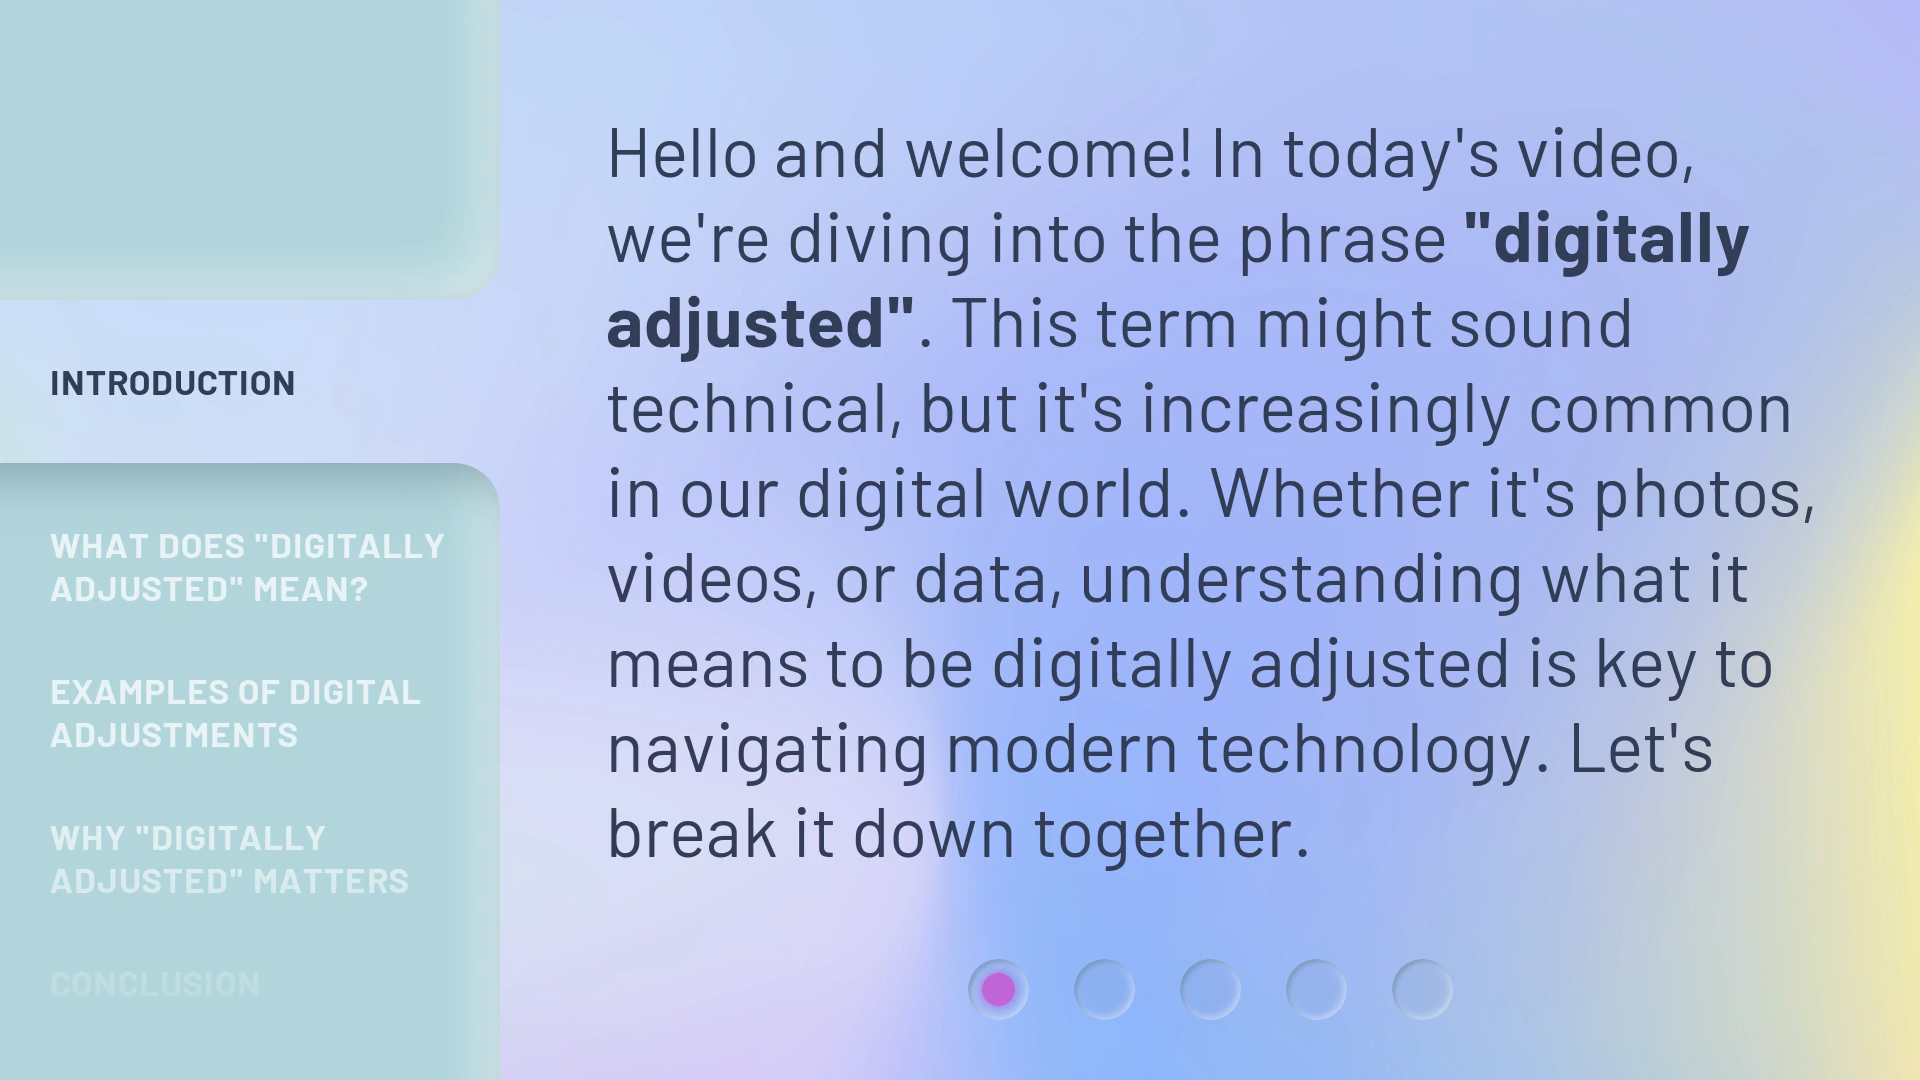 INTRODUCTION
WHAT DOES "DIGITALLY
ADJUSTED" MEAN?
EXAMPLES OF DIGITAL
ADJUSTMENTS
WHY "DIGITALLY
ADJUSTED" MATTERS
CONCLUSION
Hello and welcome! In today's video,
we're diving into the phrase "digitally
adjusted". This term might sound
technical, but it's increasingly common
in our digital world. Whether it's photos,
videos, or data, understanding what it
means to be digitally adjusted is key to
navigating modern technology. Let's
break it down together.